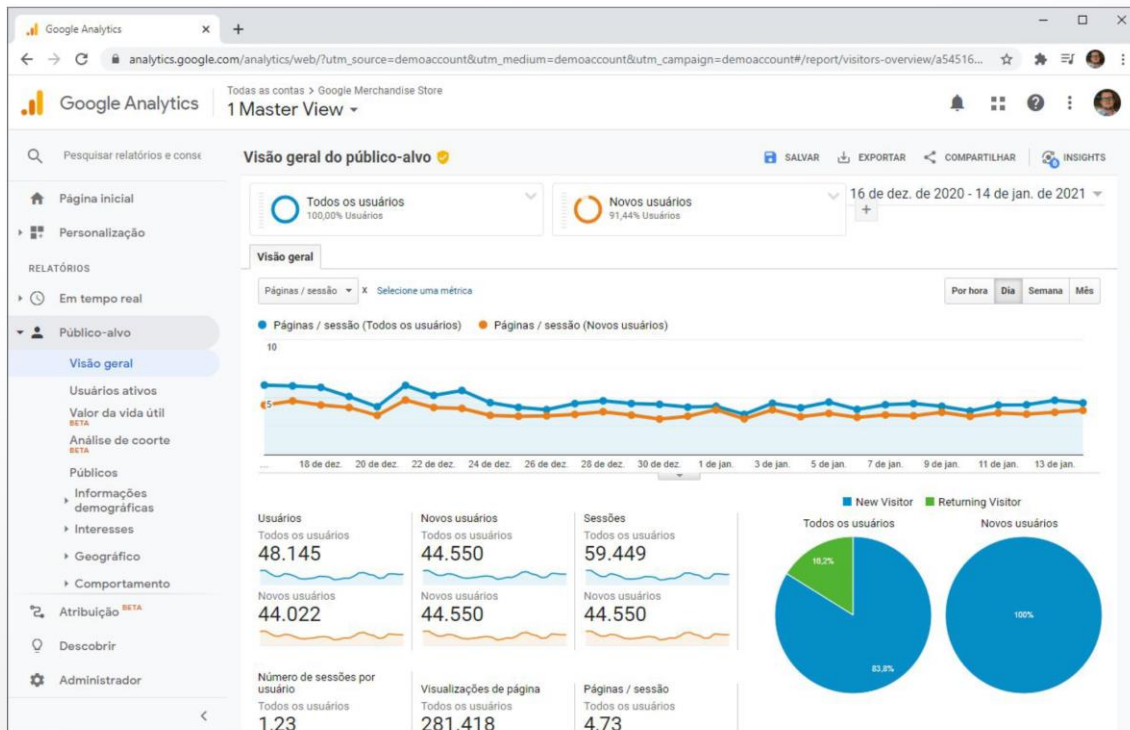 Google Analytics
analytics.google.com/analytics/web/?utm_source=demoaccount&utm_medium=demoaccount&utm_campaign=demoaccount#/report/visitors-overview/a54516...
Google Analytics
Todas as contas > Google Merchandise Store
1 Master View
Pesquisar relatórios e conse
Página inicial
Personalização
RELATÓRIOS
Em tempo real
Público-alvo
Visão geral
Usuários ativos
Valor da vida útil
BETA
Análise de coorte
BETA
Públicos
Informações
demográficas
Interesses
Geográfico
Comportamento
Atribuição BETA
Descobrir
Administrador
Visão geral do público-alvo
SALVAR
EXPORTAR
COMPARTILHAR
INSIGHTS
Todos os usuários
100,00% Usuários
Novos usuários
91,44% Usuários
16 de dez. de 2020 - 14 de jan. de 2021
Visão geral
Páginas / sessão
X
Selecione uma métrica
Por hora
Dia
Semana
Mês
Páginas / sessão (Todos os usuários)
Páginas / sessão (Novos usuários)
10
5
...
18 de dez.
20 de dez.
22 de dez.
24 de dez.
26 de dez.
28 de dez.
30 de dez.
1 de jan.
3 de jan.
5 de jan.
7 de jan.
9 de jan.
11 de jan.
13 de jan.
Usuários
Todos os usuários
48.145
Novos usuários
44.022
Novos usuários
Todos os usuários
44.550
Novos usuários
44.550
Sessões
Todos os usuários
59.449
Novos usuários
44.550
Número de sessões por
usuário
Todos os usuários
1,23
Visualizações de página
Todos os usuários
281.418
Páginas / sessão
Todos os usuários
4,73
New Visitor
Returning Visitor
Todos os usuários
16,2%
83,8%
Novos usuários
100%